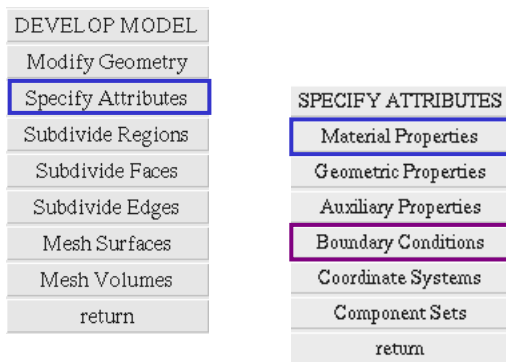 DEVELOP MODEL
Modify Geometry
Specify Attributes
Subdivide Regions
Subdivide Faces
Subdivide Edges
Mesh Surfaces
Mesh Volumes
return
SPECIFY ATTRIBUTES
Material Properties
Geometric Properties
Auxiliary Properties
Boundary Conditions
Coordinate Systems
Component Sets
return